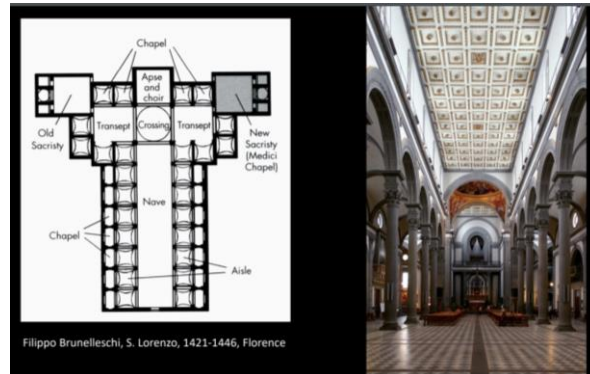 Chapel
Apse
and
choir
Old
Sacristy
Transept
Crossing
Transept
New
Sacristy
(Medici
Chapel)
Nave
Chapel
Aisle
Filippo Brunelleschi, S. Lorenzo, 1421-1446, Florence